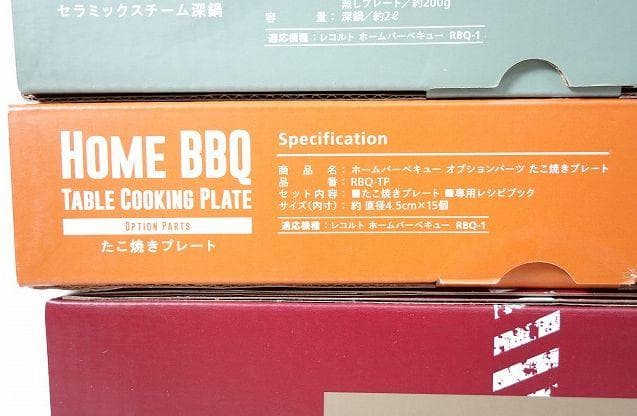 セラミックスチーム深鍋
蒸しプレート／約200g
容　　　量：深鍋／約2ℓ
適応機種：レコルト ホームバーベキュー RBQ-1
HOME BBQ
TABLE COOKING PLATE
OPTION PARTS
たこ焼きプレート
Specification
商　品　名：ホームバーベキュー オプションパーツ たこ焼きプレート
品　　　番：RBQ-TP
セット内容：■たこ焼きプレート ■専用レシピブック
サイズ(内寸)：約 直径4.5cm×15個
適応機種：レコルト ホームバーベキュー RBQ-1